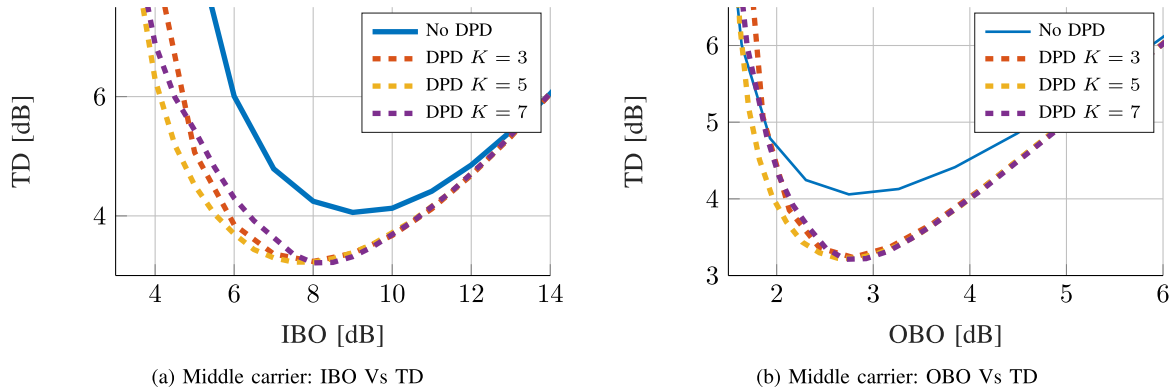 No DPD
DPD K = 3
DPD K = 5
DPD K = 7
6
4
TD [dB]
4 6 8 10 12 14
IBO [dB]
(a) Middle carrier: IBO Vs TD
No DPD
DPD K = 3
DPD K = 5
DPD K = 7
6
5
4
3
TD [dB]
2 3 4 5 6
OBO [dB]
(b) Middle carrier: OBO Vs TD